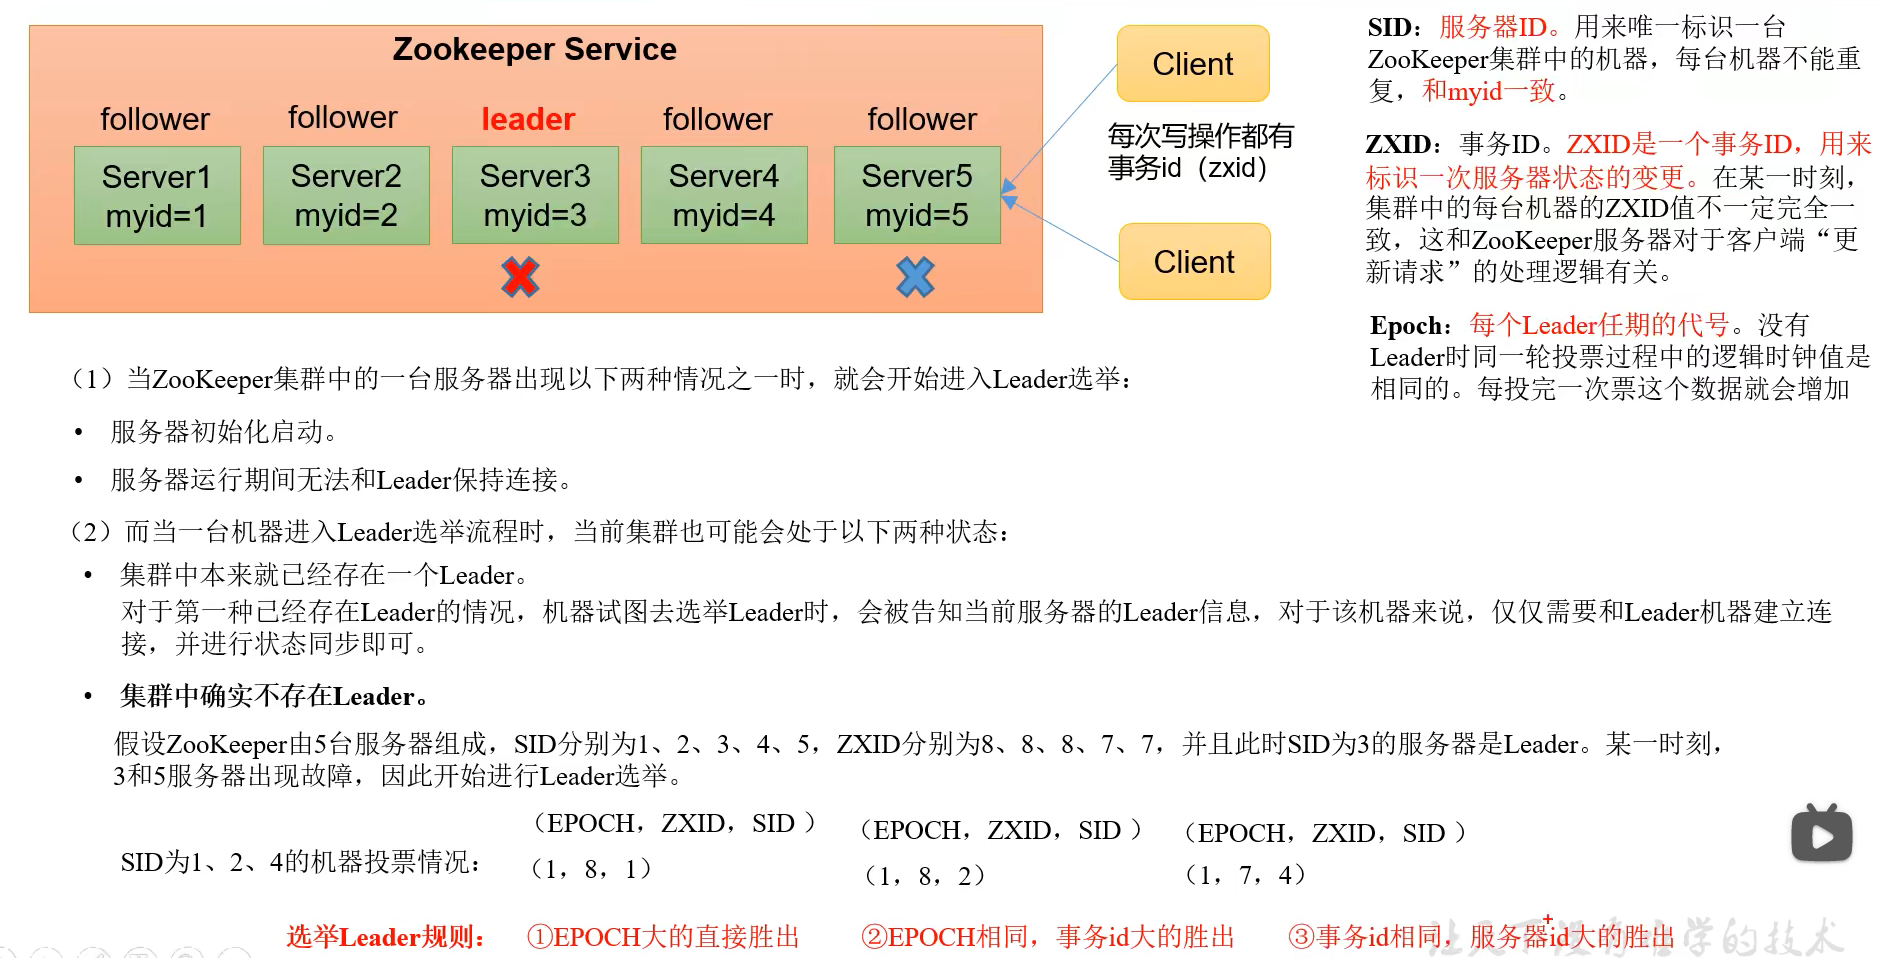 Zookeeper Service
follower
follower
leader
follower
follower
Server1
myid=1
Server2
myid=2
Server3
myid=3
Server4
myid=4
Server5
myid=5
Client
每次写操作都有
事务id（zxid）
Client
SID：服务器ID。用来唯一标识一台
ZooKeeper集群中的机器，每台机器不能重
复，和myid一致。
ZXID：事务ID。ZXID是一个事务ID，用来
标识一次服务器状态的变更。在某一时刻，
集群中的每台机器的ZXID值不一定完全一
致，这和ZooKeeper服务器对于客户端“更
新请求”的处理逻辑有关。
Epoch：每个Leader任期的代号。没有
Leader时同一轮投票过程中的逻辑时钟值是
相同的。每投完一次票这个数据就会增加
（1）当ZooKeeper集群中的一台服务器出现以下两种情况之一时，就会开始进入Leader选举：
• 服务器初始化启动。
• 服务器运行期间无法和Leader保持连接。
（2）而当一台机器进入Leader选举流程时，当前集群也可能会处于以下两种状态：
• 集群中本来就已经存在一个Leader。
对于第一种已经存在Leader的情况，机器试图去选举Leader时，会被告知当前服务器的Leader信息，对于该机器来说，仅仅需要和Leader机器建立连
接，并进行状态同步即可。
• 集群中确实不存在Leader。
假设ZooKeeper由5台服务器组成，SID分别为1、2、3、4、5，ZXID分别为8、8、8、7、7，并且此时SID为3的服务器是Leader。某一时刻，
3和5服务器出现故障，因此开始进行Leader选举。
（EPOCH，ZXID，SID ）
（EPOCH，ZXID，SID ）
（EPOCH，ZXID，SID ）
SID为1、2、4的机器投票情况：
（1，8，1）
（1，8，2）
（1，7，4）
选举Leader规则：
①EPOCH大的直接胜出
②EPOCH相同，事务id大的胜出
③事务id相同，服务器id大的胜出
的技术